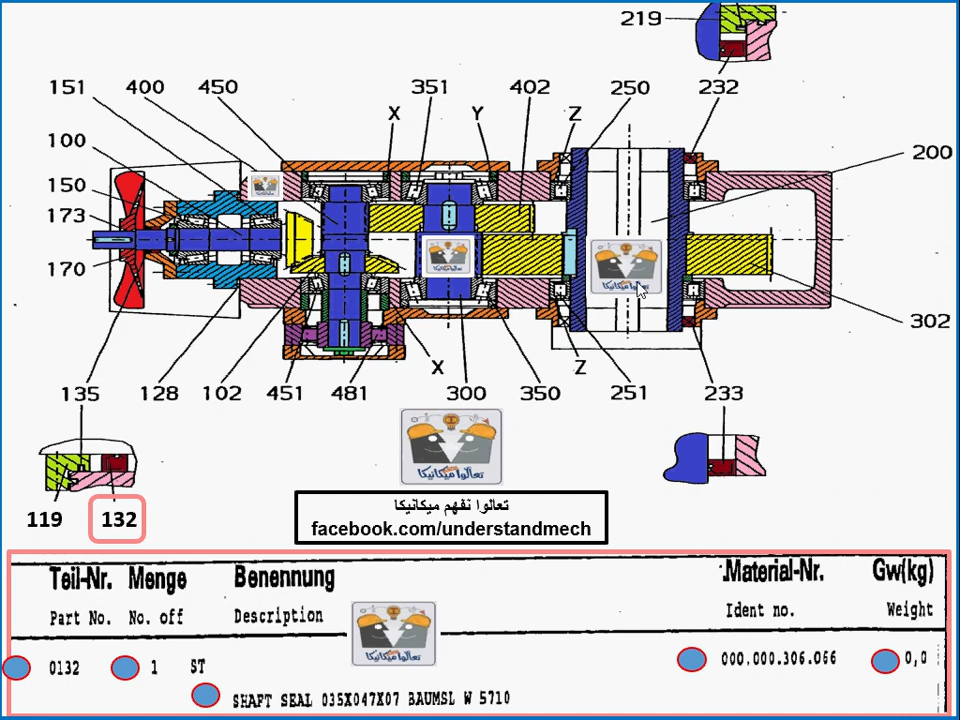 219
151
400
450
351
402
250
232
X
Y
Z
100
200
150
173
170
302
X
Z
135
128
102
451
481
300
350
251
233
119
132
تعالوا نفهم ميكانيكا
تعالوا نفهم ميكانيكا
facebook.com/understandmech
Teil-Nr. Menge Benennung Material-Nr. Gw(kg)
Part No. No. off Description Ident no. Weight
0132 1 ST 000.000.306.066 0,0
SHAFT SEAL 035X047X07 BAUMSL W 5710